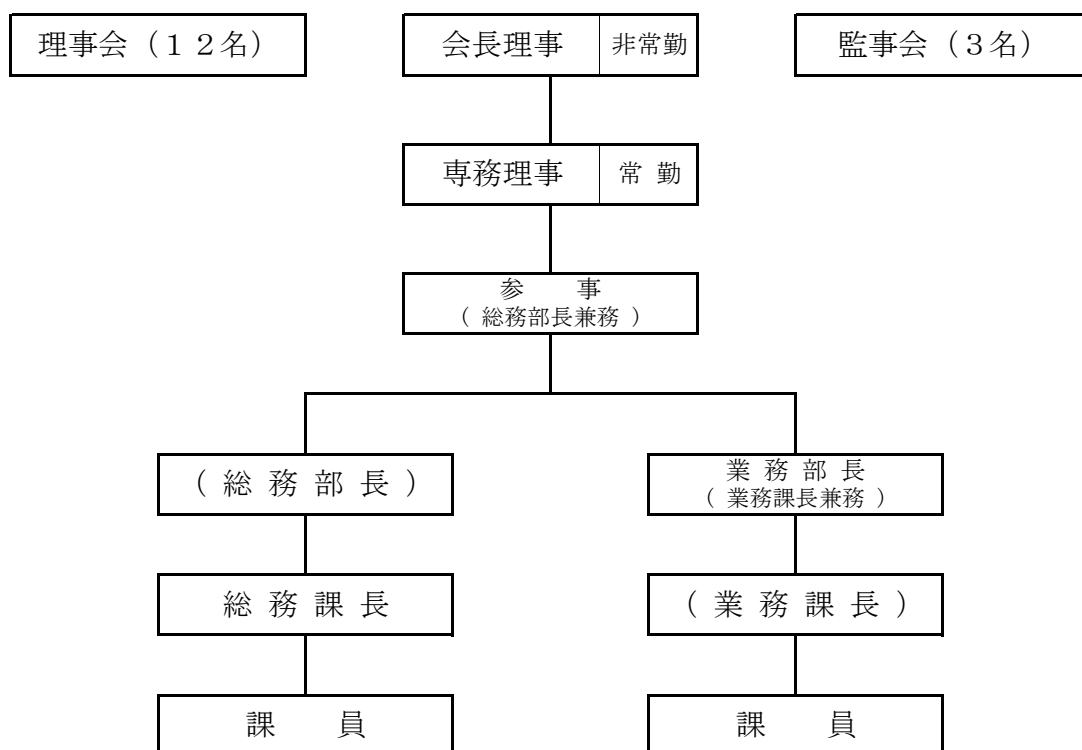 理事会（１２名）
会長理事 非常勤
監事会（３名）
専務理事 常 勤
参 事
（ 総務部長兼務 ）
（ 総 務 部 長 ）
業 務 部 長
（ 業務課長兼務 ）
総 務 課 長
（ 業 務 課 長 ）
課 員
課 員